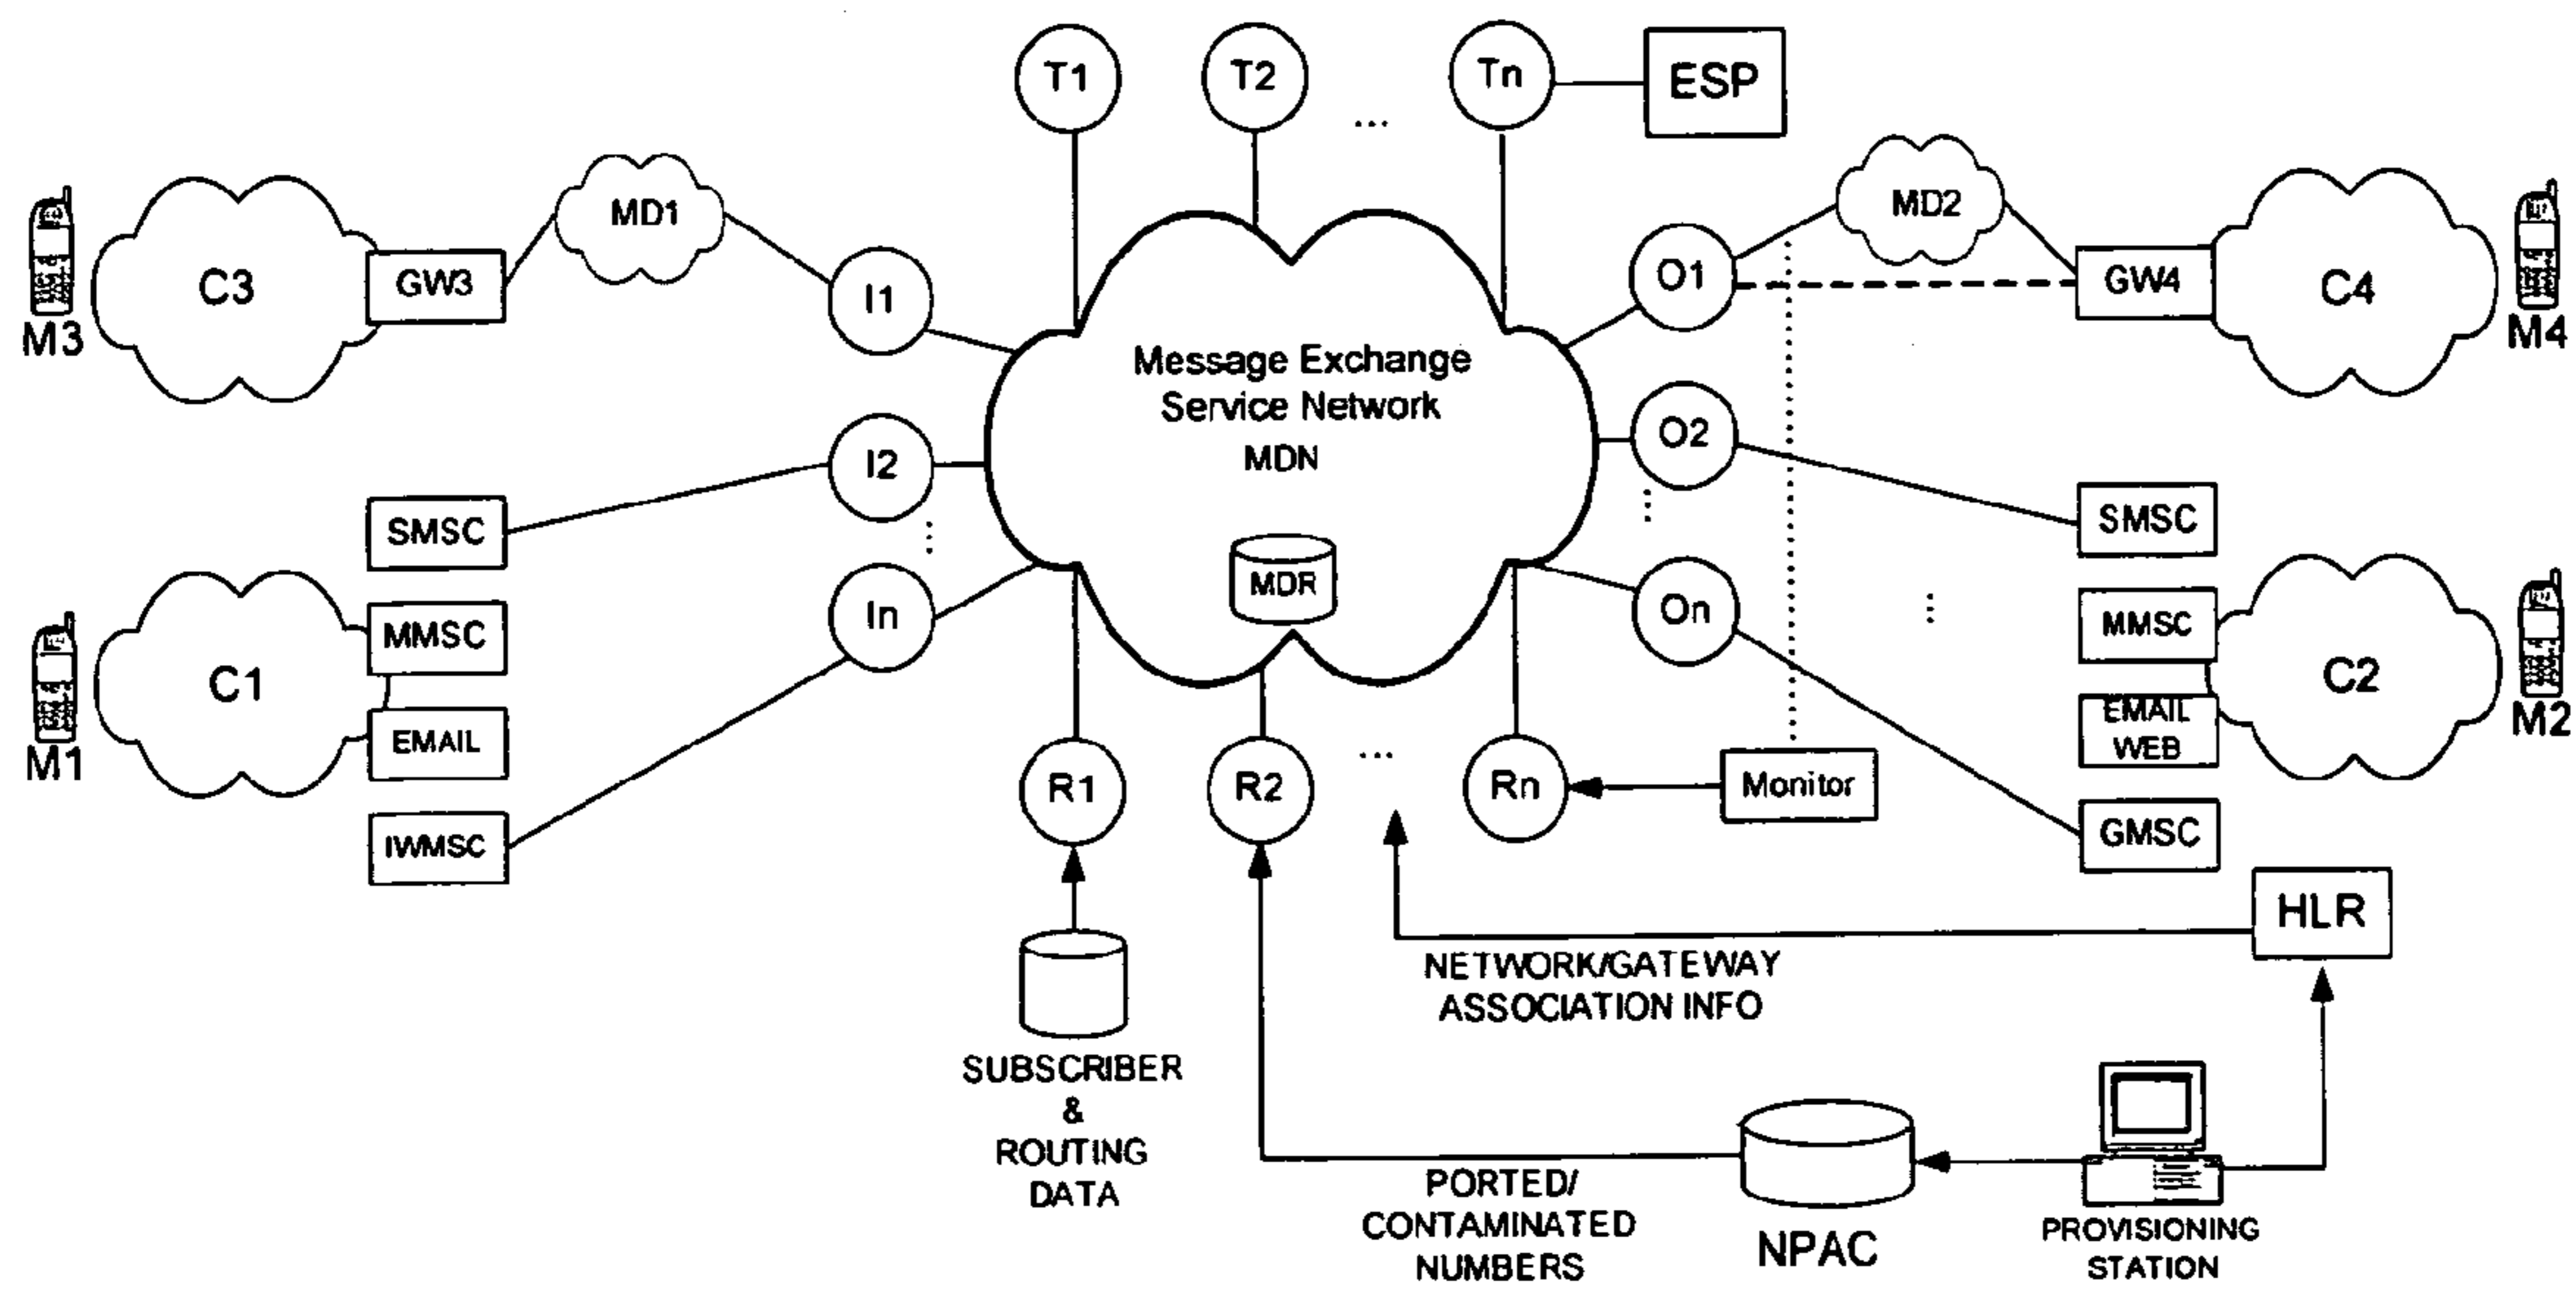 T1
T2
...
Tn
ESP
MD1
MD2
M3
C3
GW3
I1
O1
GW4
C4
M4
Message Exchange
Service Network
MDN
I2
O2
SMSC
SMSC
MDR
M1
C1
MMSC
EMAIL
IWMSC
In
On
MMSC
EMAIL
WEB
GMSC
C2
M2
R1
R2
...
Rn
Monitor
HLR
NETWORK/GATEWAY
ASSOCIATION INFO
SUBSCRIBER
&
ROUTING
DATA
PORTED/
CONTAMINATED
NUMBERS
NPAC
PROVISIONING
STATION